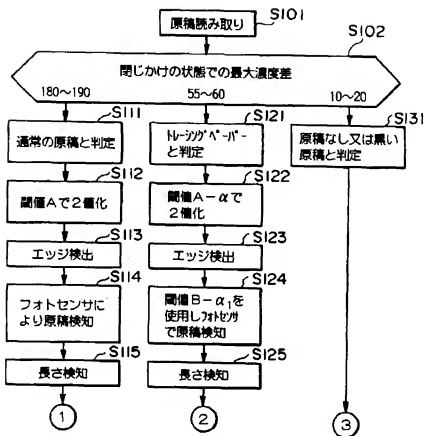 S101
原稿読み取り
S102
閉じかけの状態での最大濃度差
180~190
55~60
10~20
S111
通常の原稿と判定
S121
トレーシングペーパー
と判定
S131
原稿なし又は黒い
原稿と判定
S112
閾値Aで2値化
S122
閾値A-αで
2値化
S113
エッジ検出
S123
エッジ検出
S114
フォトセンサに
より原稿検知
S124
閾値B-α1を
使用しフォトセンサ
で原稿検知
S115
長さ検知
S125
長さ検知
1
2
3